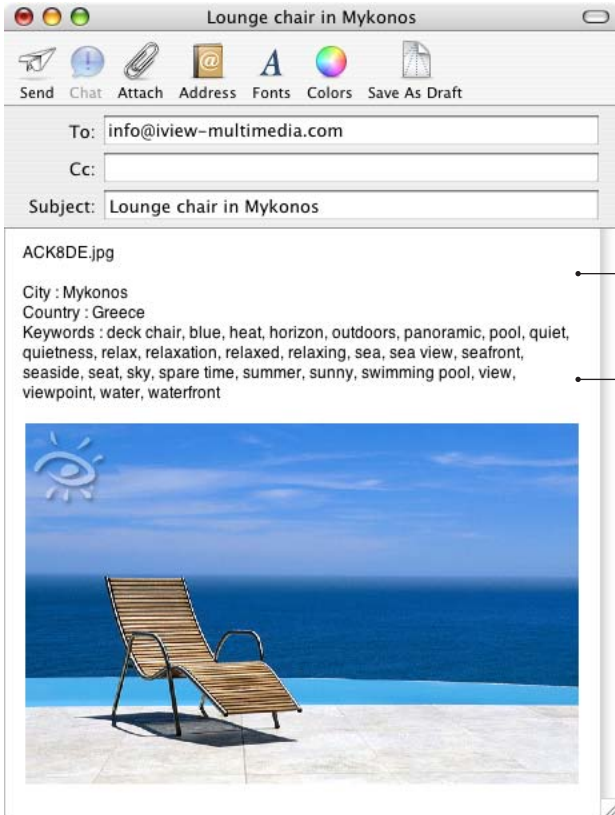 Lounge chair in Mykonos
Send Chat Attach Address Fonts Colors Save As Draft
To: info@iview-multimedia.com
Cc:
Subject: Lounge chair in Mykonos
ACK8DE.jpg
City : Mykonos
Country : Greece
Keywords : deck chair, blue, heat, horizon, outdoors, panoramic, pool, quiet,
quietness, relax, relaxation, relaxed, relaxing, sea, sea view, seafront,
seaside, seat, sky, spare time, summer, sunny, swimming pool, view,
viewpoint, water, waterfront